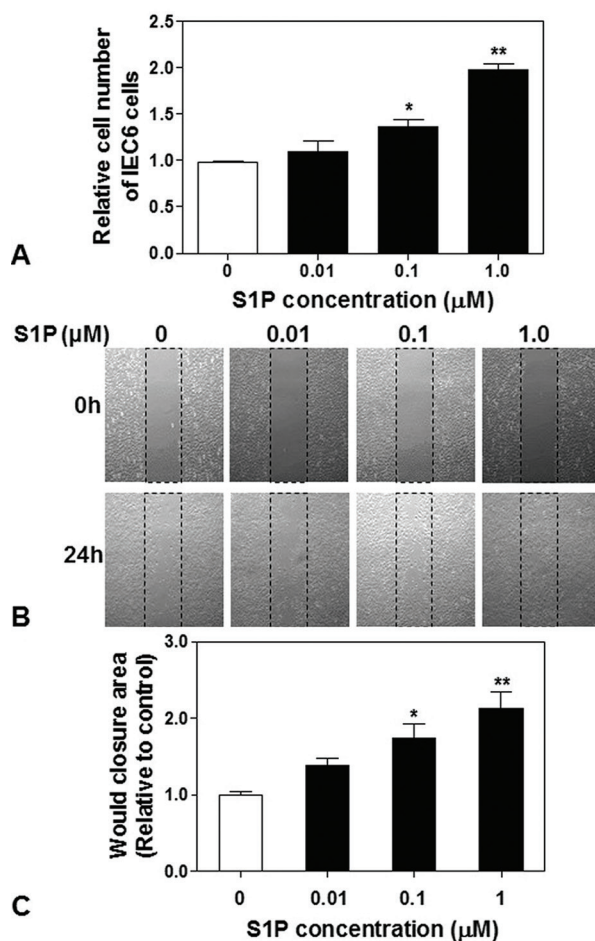 Relative cell number
of IEC6 cells
2.5
2.0
1.5
1.0
0.5
0.0
*
**
0 0.01 0.1 1.0
S1P concentration (µM)
A
S1P (µM) 0 0.01 0.1 1.0
0h
24h
B
Would closure area
(Relative to control)
3.0
2.0
1.0
0.0
*
**
0 0.01 0.1 1
S1P concentration (µM)
C